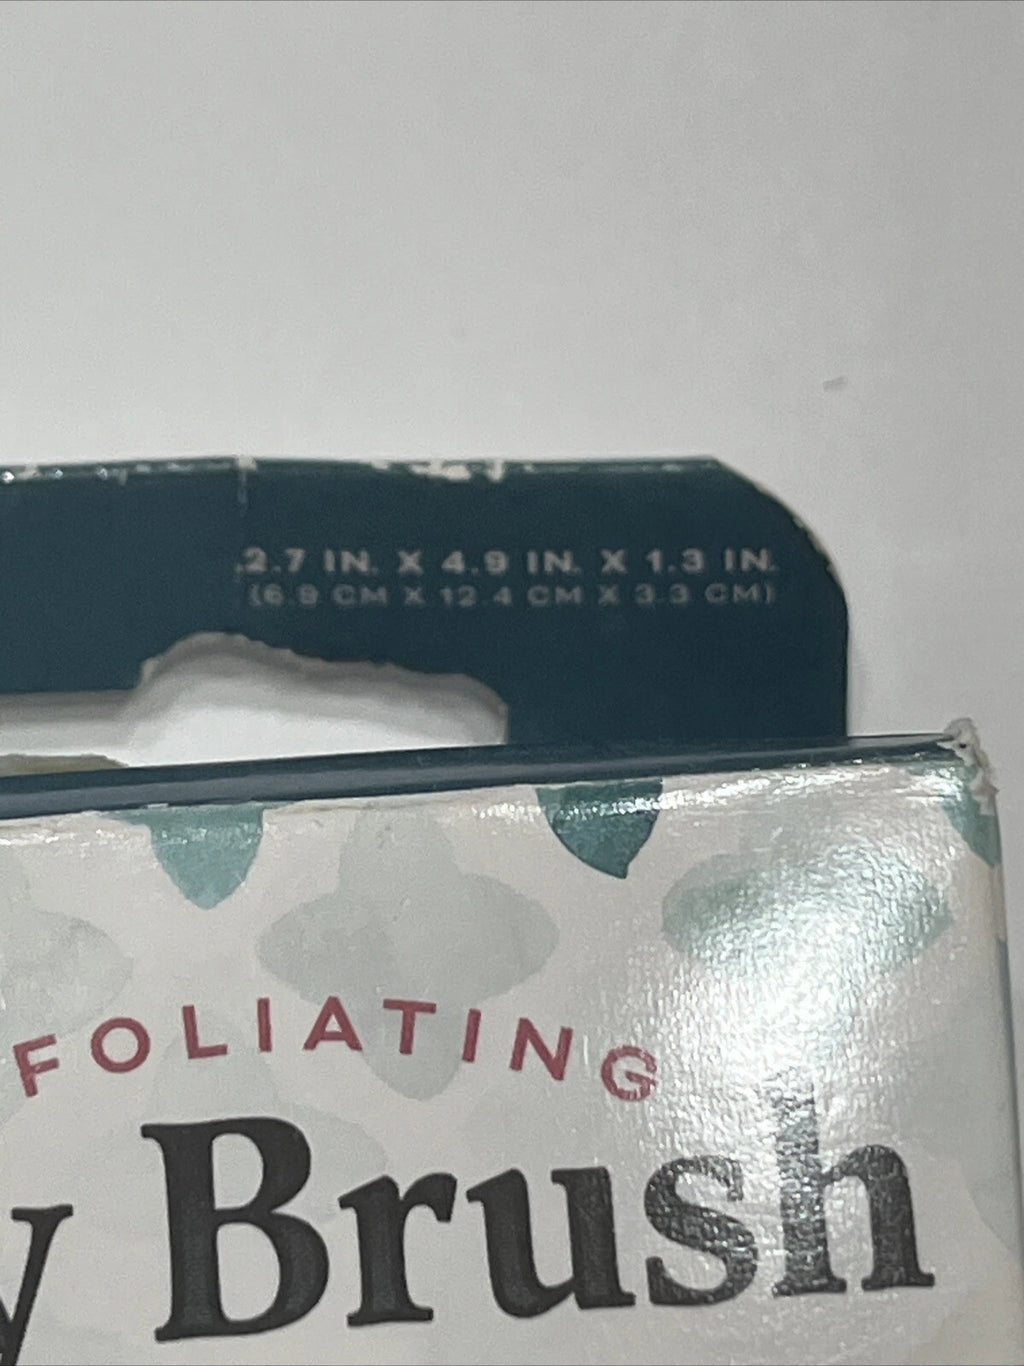 2.7 IN. X 4.9 IN. X 1.3 IN.
(6.9 CM X 12.4 CM X 3.3 CM)
FOLIATING
y Brush